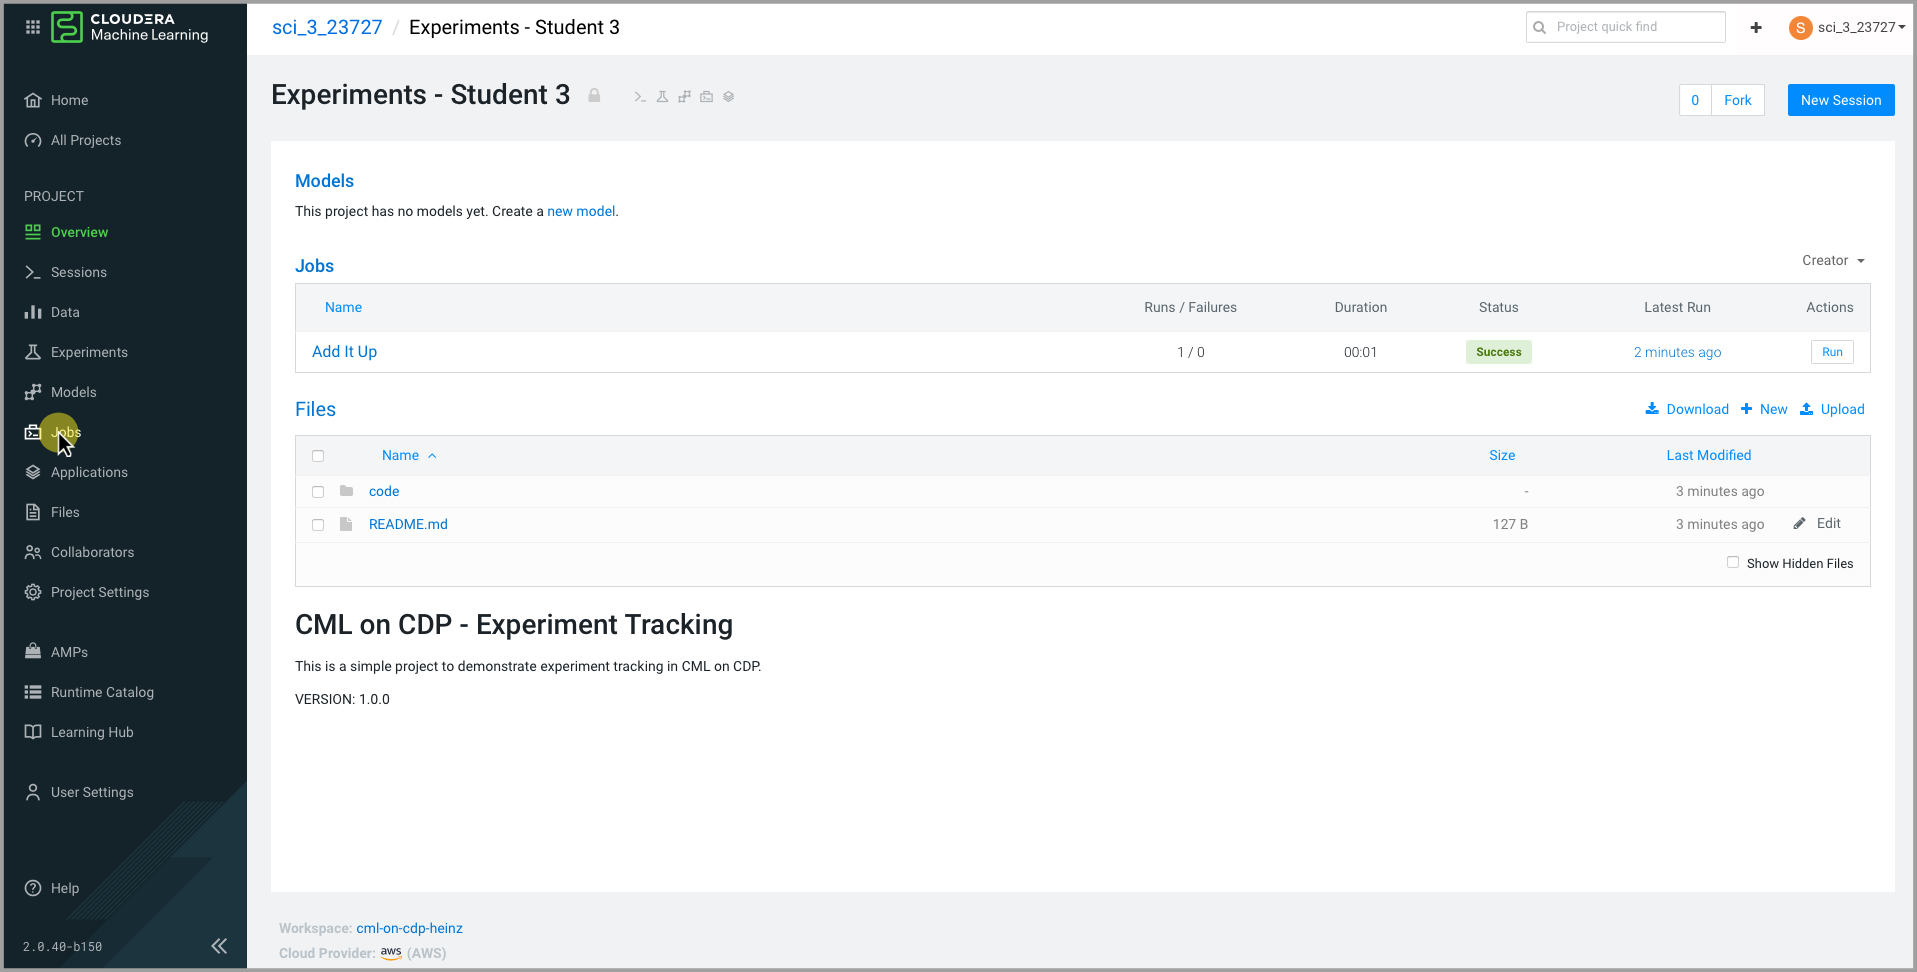 CLOUDERA
Machine Learning
sci_3_23727 / Experiments - Student 3
Project quick find
S sci_3_23727
Home
All Projects
PROJECT
Overview
Sessions
Data
Experiments
Models
Jobs
Applications
Files
Collaborators
Project Settings
AMPs
Runtime Catalog
Learning Hub
User Settings
Help
2.0.40-b150
Experiments - Student 3
0 Fork
New Session
Models
This project has no models yet. Create a new model.
Jobs
Creator
Name Runs / Failures Duration Status Latest Run Actions
Add It Up 1 / 0 00:01 Success 2 minutes ago Run
Files
Download New Upload
Name Size Last Modified
code - 3 minutes ago
README.md 127 B 3 minutes ago Edit
Show Hidden Files
CML on CDP - Experiment Tracking
This is a simple project to demonstrate experiment tracking in CML on CDP.
VERSION: 1.0.0
Workspace: cml-on-cdp-heinz
Cloud Provider: aws (AWS)